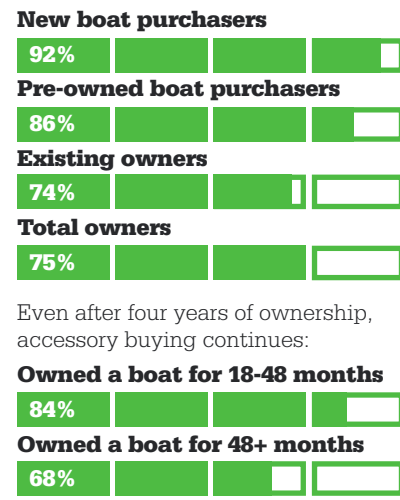 New boat purchasers
92%
Pre-owned boat purchasers
86%
Existing owners
74%
Total owners
75%
Even after four years of ownership,
accessory buying continues:
Owned a boat for 18-48 months
84%
Owned a boat for 48+ months
68%